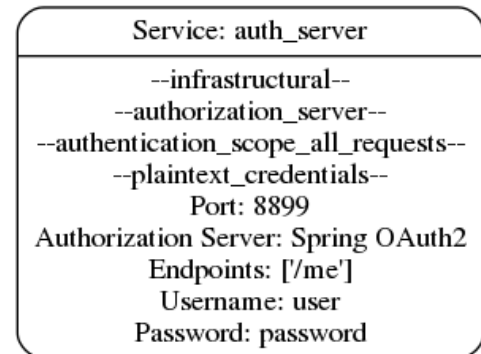 Service: auth_server
--infrastructural--
--authorization_server--
--authentication_scope_all_requests--
--plaintext_credentials--
Port: 8899
Authorization Server: Spring OAuth2
Endpoints: ['/me']
Username: user
Password: password